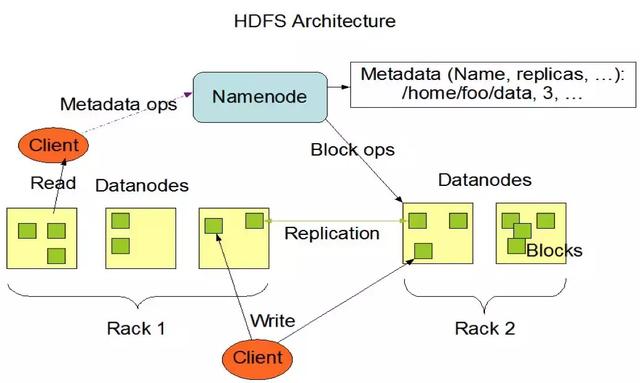 HDFS Architecture
Metadata (Name, replicas, ...):
/home/foo/data, 3, ...
Namenode
Metadata ops
Client
Block ops
Read
Datanodes
Datanodes
Replication
Blocks
Rack 1
Write
Rack 2
Client